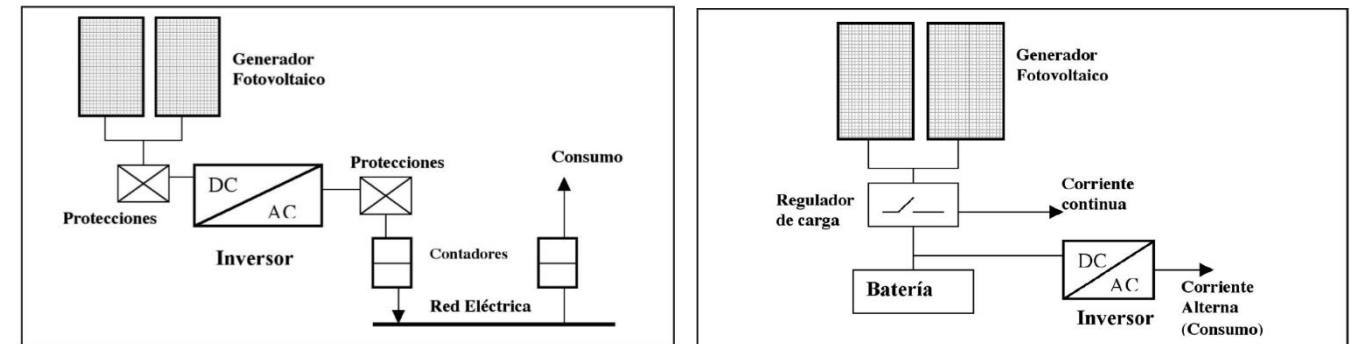 Generador
Fotovoltaico
Protecciones
DC
AC
Inversor
Protecciones
Consumo
Contadores
Red Eléctrica
Generador
Fotovoltaico
Regulador
de carga
Corriente
continua
Batería
DC
AC
Inversor
Corriente
Alterna
(Consumo)